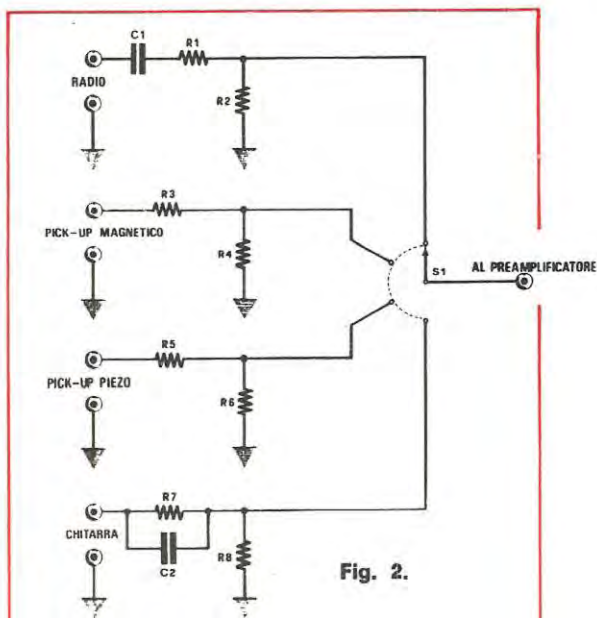 C1
R1
RADIO
R2
R3
PICK-UP MAGNETICO
R4
S1
AL PREAMPLIFICATORE
R5
PICK-UP PIEZO
R6
R7
CHITARRA
C2
R8
Fig. 2.